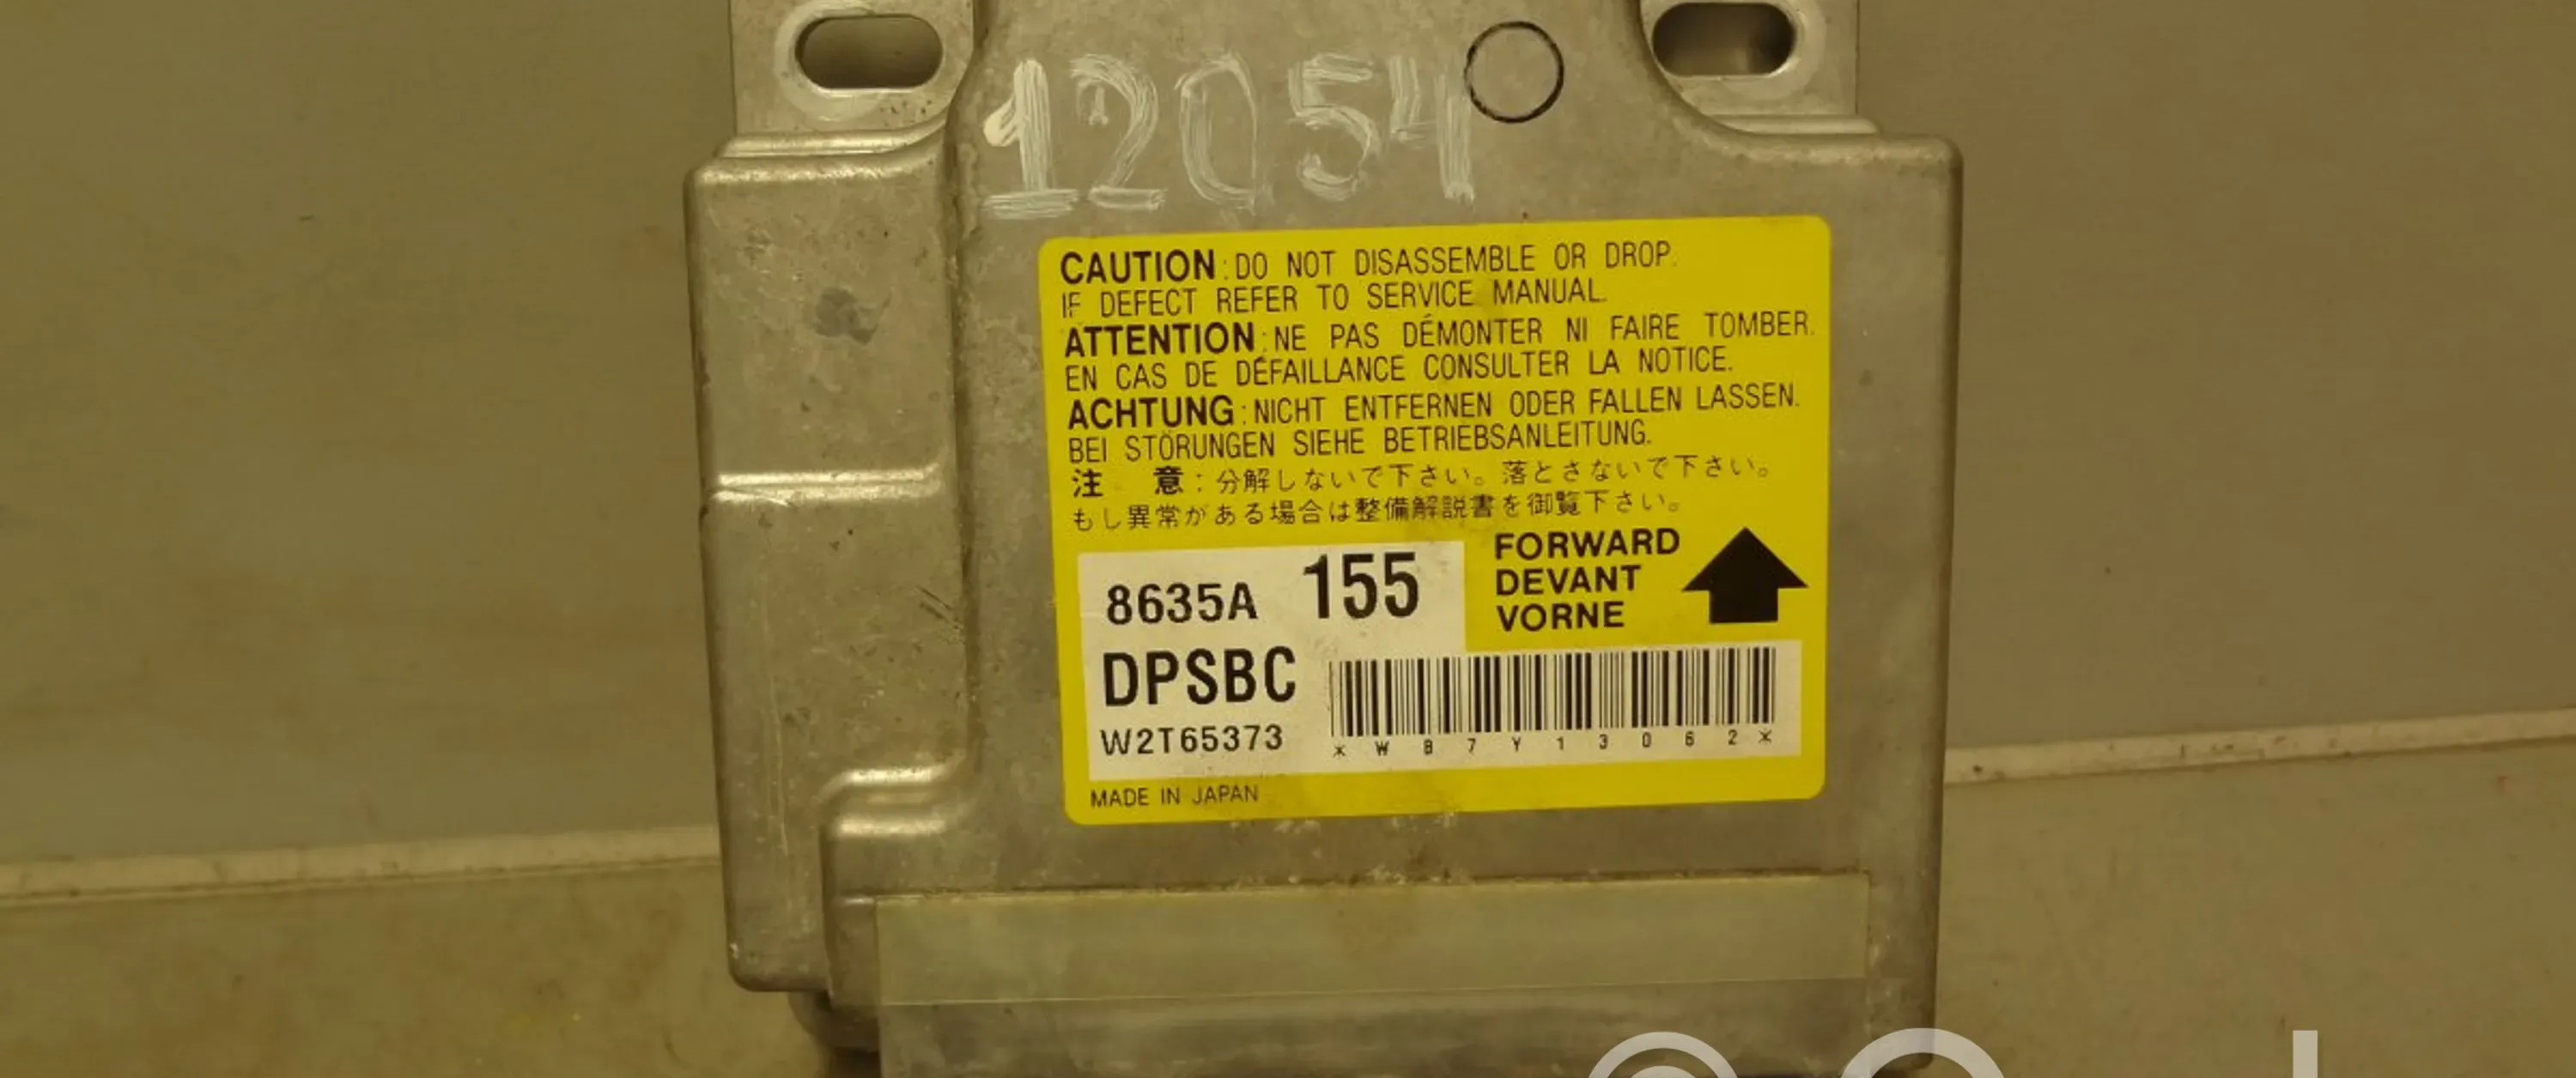 12054
CAUTION:DO NOT DISASSEMBLE OR DROP.
IF DEFECT REFER TO SERVICE MANUAL.
ATTENTION:NE PAS DÉMONTER NI FAIRE TOMBER.
EN CAS DE DÉFAILLANCE CONSULTER LA NOTICE.
ACHTUNG:NICHT ENTFERNEN ODER FALLEN LASSEN.
BEI STÖRUNGEN SIEHE BETRIEBSANLEITUNG.
注 意:分解しないで下さい。落とさないで下さい。
もし異常がある場合は整備解説書を御覧下さい。
8635A 155
FORWARD
DEVANT
VORNE
DPSBC
W2T65373
*WB7Y13062*
MADE IN JAPAN